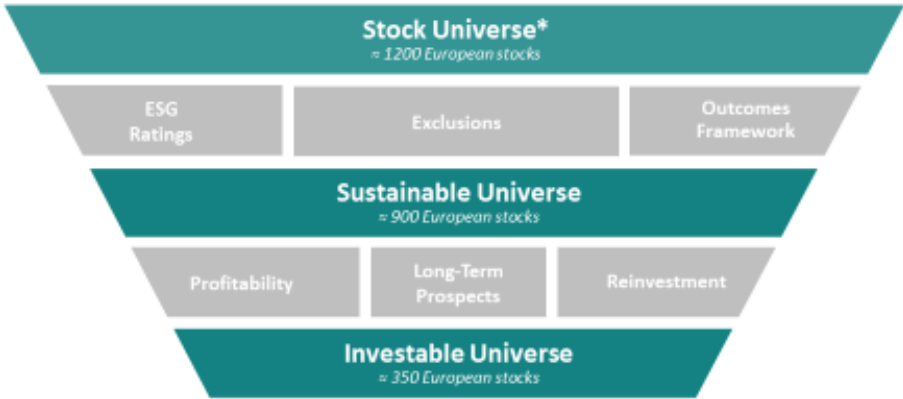 Stock Universe*
≈ 1200 European stocks
ESG
Ratings
Exclusions
Outcomes
Framework
Sustainable Universe
≈ 900 European stocks
Profitability
Long-Term
Prospects
Reinvestment
Investable Universe
≈ 350 European stocks